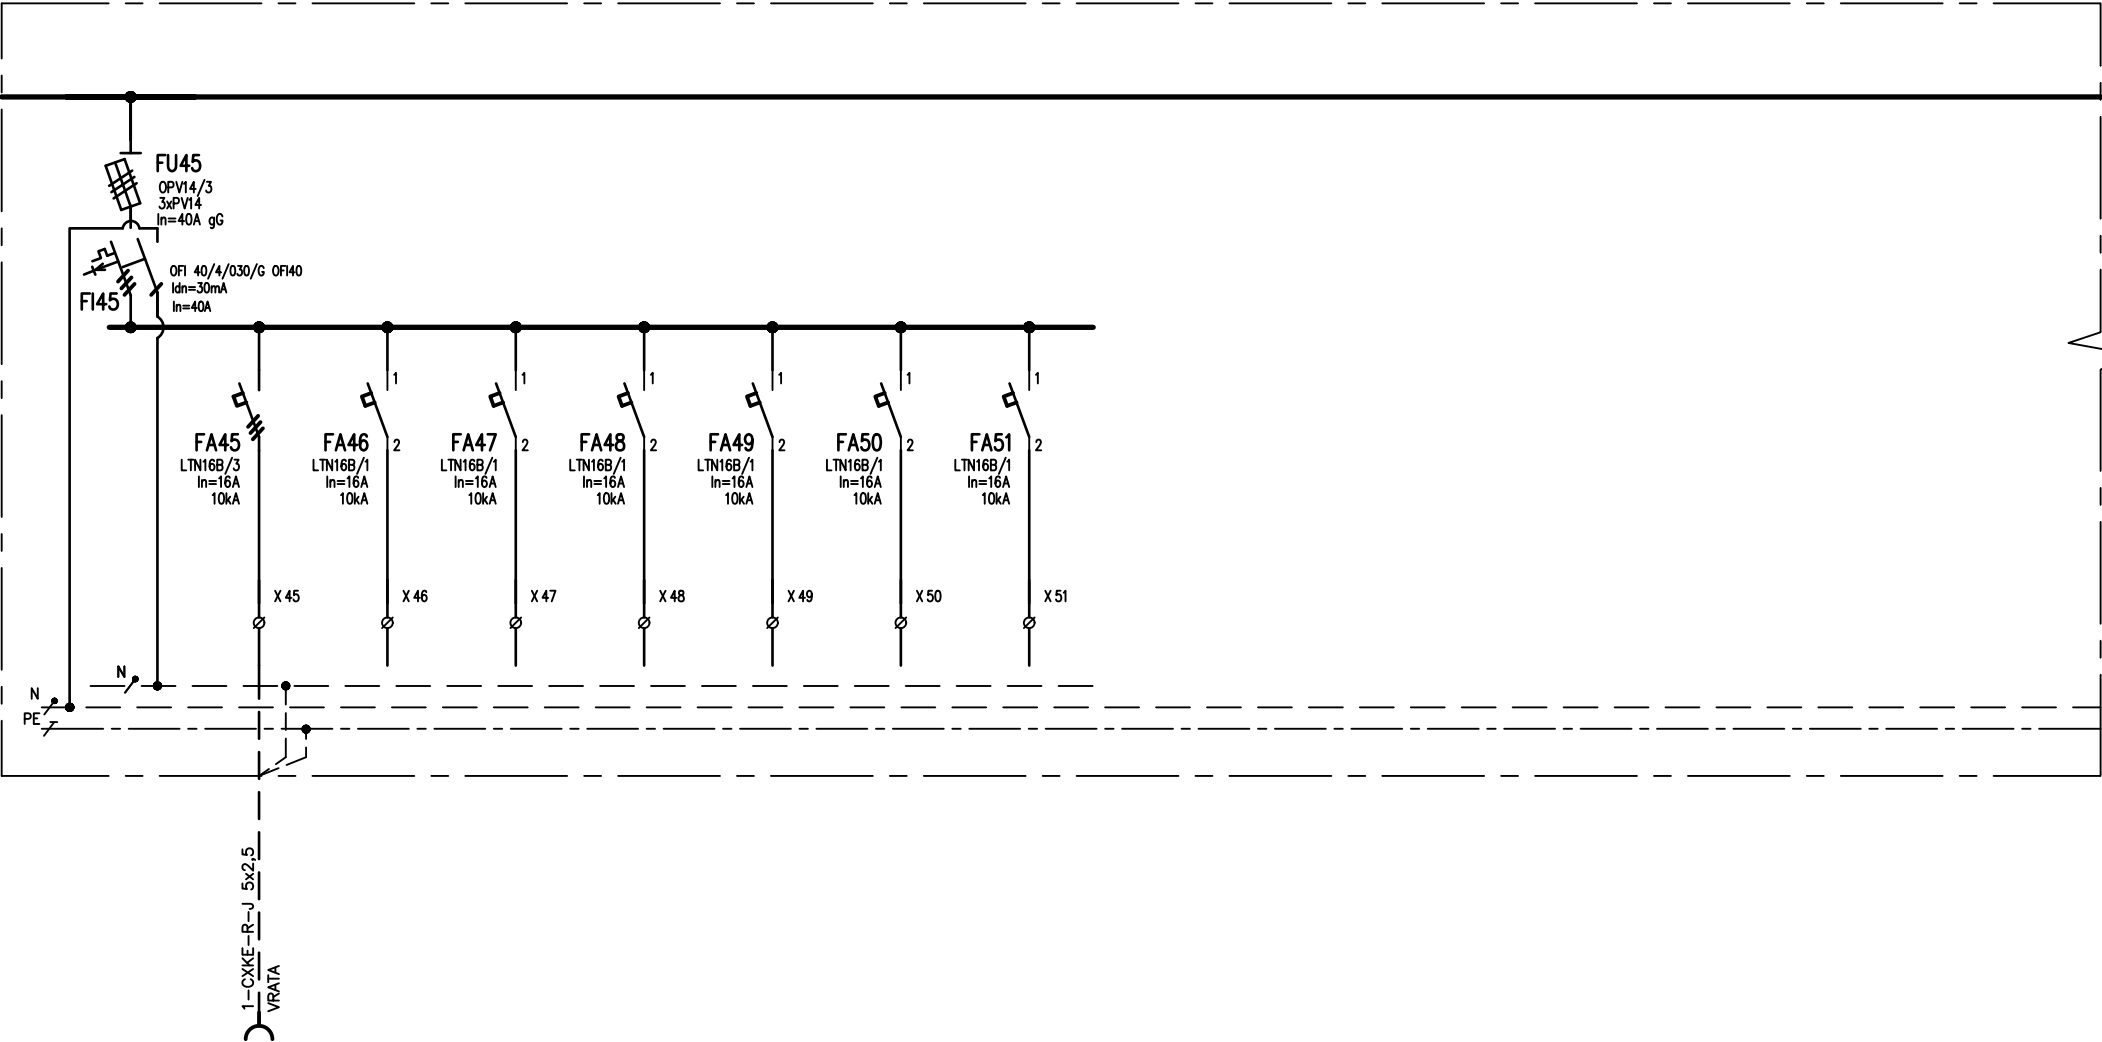 FU45
OPV14/3
3xPV14
In=40A gG
OFI 40/4/030/G OFI40
Idn=30mA
In=40A
FI45
1
1
1
1
1
1
FA45
LTN16B/3
In=16A
10kA
FA46
2
LTN16B/1
In=16A
10kA
FA47
2
LTN16B/1
In=16A
10kA
FA48
2
LTN16B/1
In=16A
10kA
FA49
2
LTN16B/1
In=16A
10kA
FA50
2
LTN16B/1
In=16A
10kA
FA51
2
LTN16B/1
In=16A
10kA
X 45
X 46
X 47
X 48
X 49
X 50
X 51
N
N
PE
1-CXKE-R-J 5x2,5
VRATA